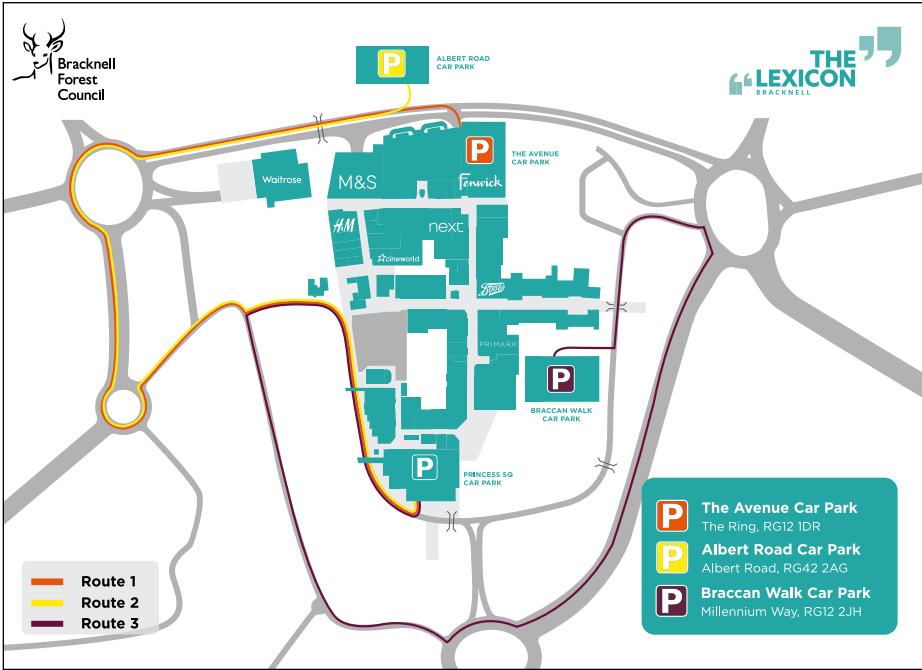 Bracknell
Forest
Council
P
ALBERT ROAD
CAR PARK
THE
LEXICON
BRACKNELL
P
THE AVENUE
CAR PARK
Waitrose
M&S
Fenwick
H&M
next
cineworld
Boots
PRIMARK
P
BRACCAN WALK
CAR PARK
P
PRINCESS SQ
CAR PARK
P
The Avenue Car Park
The Ring, RG12 1DR
P
Albert Road Car Park
Albert Road, RG42 2AG
P
Braccan Walk Car Park
Millennium Way, RG12 2JH
Route 1
Route 2
Route 3